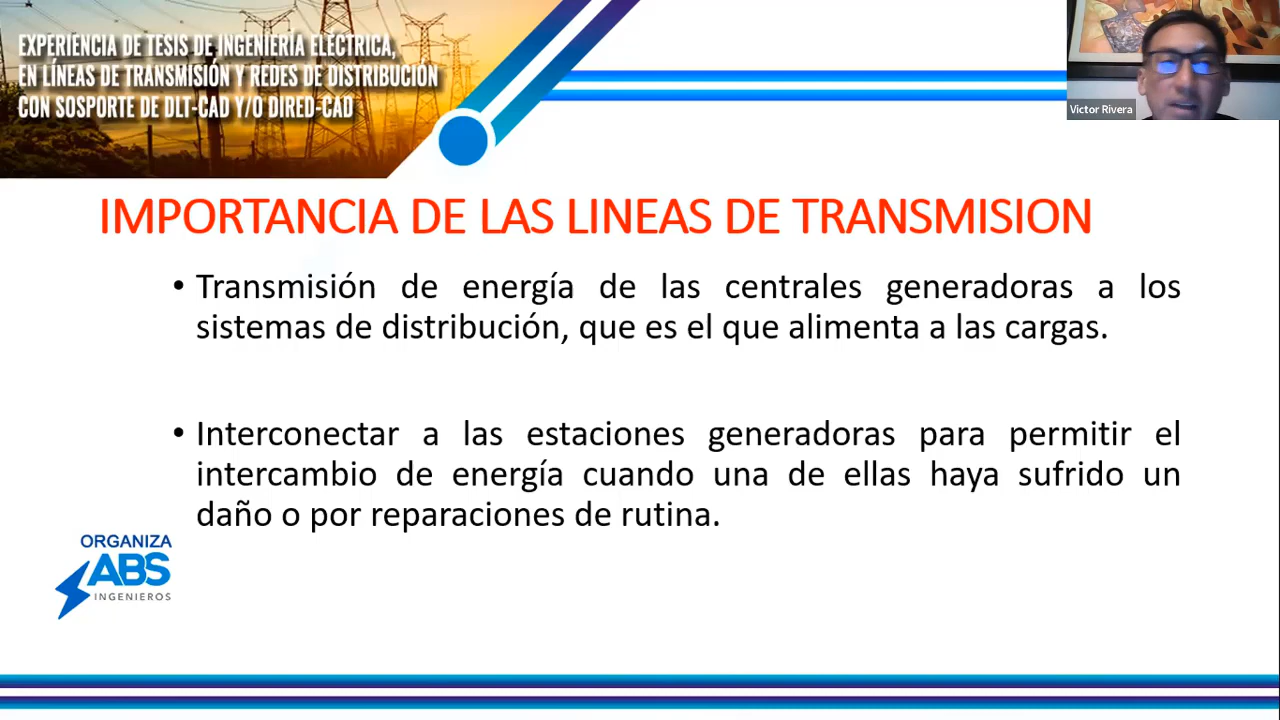 EXPERIENCIA DE TESIS DE INGENIERÍA ELÉCTRICA,
EN LÍNEAS DE TRANSMISIÓN Y REDES DE DISTRIBUCIÓN
CON SOSPORTE DE DLT-CAD Y/O DIRED-CAD
Victor Rivera
IMPORTANCIA DE LAS LINEAS DE TRANSMISION
• Transmisión de energía de las centrales generadoras a los
sistemas de distribución, que es el que alimenta a las cargas.
• Interconectar a las estaciones generadoras para permitir el
intercambio de energía cuando una de ellas haya sufrido un
daño o por reparaciones de rutina.
ORGANIZA
ABS
INGENIEROS